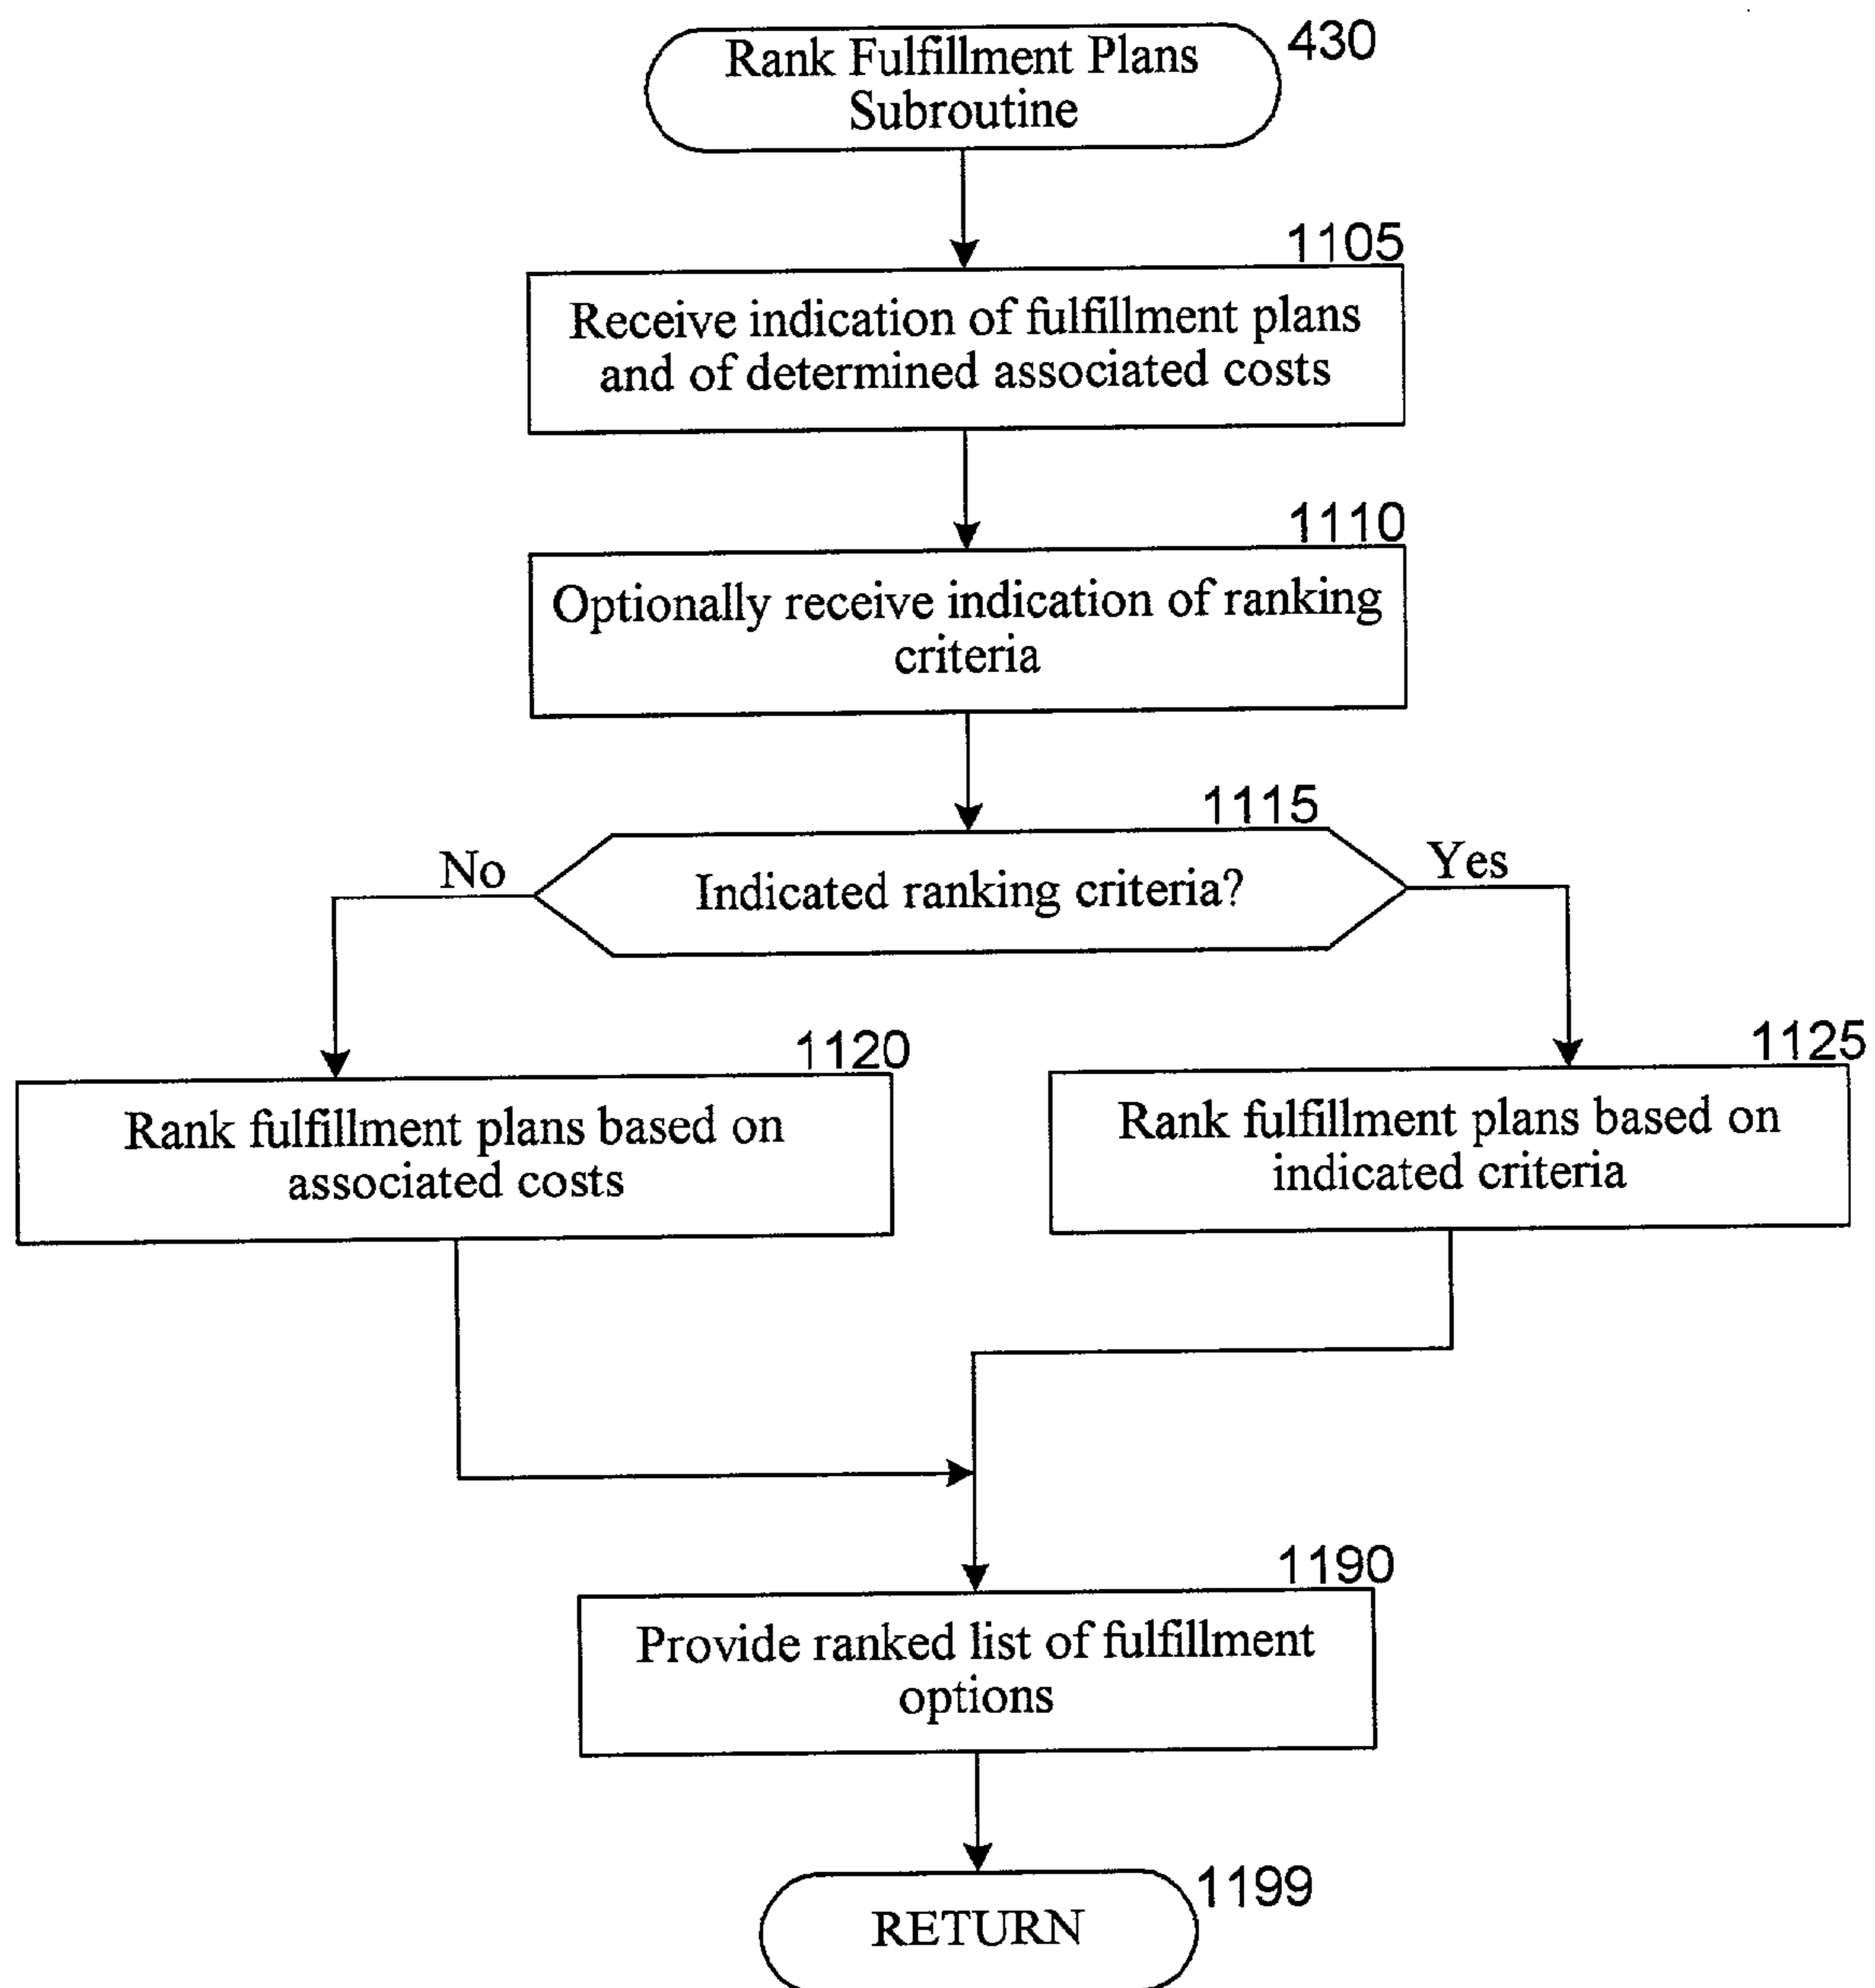 430
Rank Fulfillment Plans
Subroutine
1105
Receive indication of fulfillment plans
and of determined associated costs
1110
Optionally receive indication of ranking
criteria
1115
No
Indicated ranking criteria?
Yes
1120
Rank fulfillment plans based on
associated costs
1125
Rank fulfillment plans based on
indicated criteria
1190
Provide ranked list of fulfillment
options
1199
RETURN